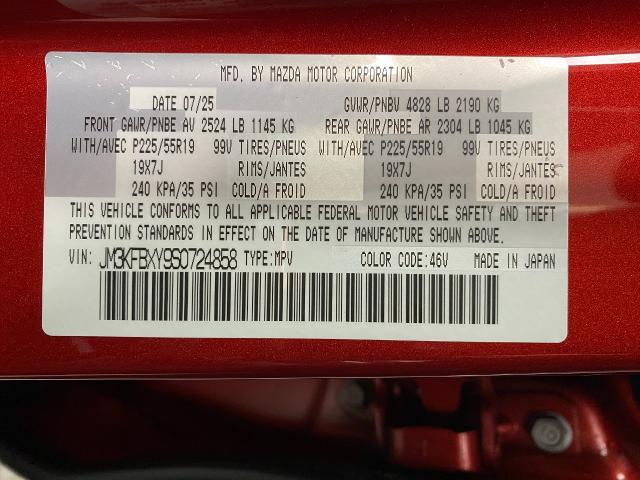 MFD. BY MAZDA MOTOR CORPORATION
DATE 07/25 GVWR/PNBV 4828 LB 2190 KG
FRONT GAWR/PNBE AV 2524 LB 1145 KG REAR GAWR/PNBE AR 2304 LB 1045 KG
WITH/AVEC P225/55R19 99V TIRES/PNEUS WITH/AVEC P225/55R19 99V TIRES/PNEUS
19X7J RIMS/JANTES 19X7J RIMS/JANTES
240 KPA/35 PSI COLD/A FROID 240 KPA/35 PSI COLD/A FROID
THIS VEHICLE CONFORMS TO ALL APPLICABLE FEDERAL MOTOR VEHICLE SAFETY AND THEFT
PREVENTION STANDARDS IN EFFECT ON THE DATE OF MANUFACTURE SHOWN ABOVE.
VIN: JM3KFBXY9S0724858 TYPE:MPV COLOR CODE:46V MADE IN JAPAN